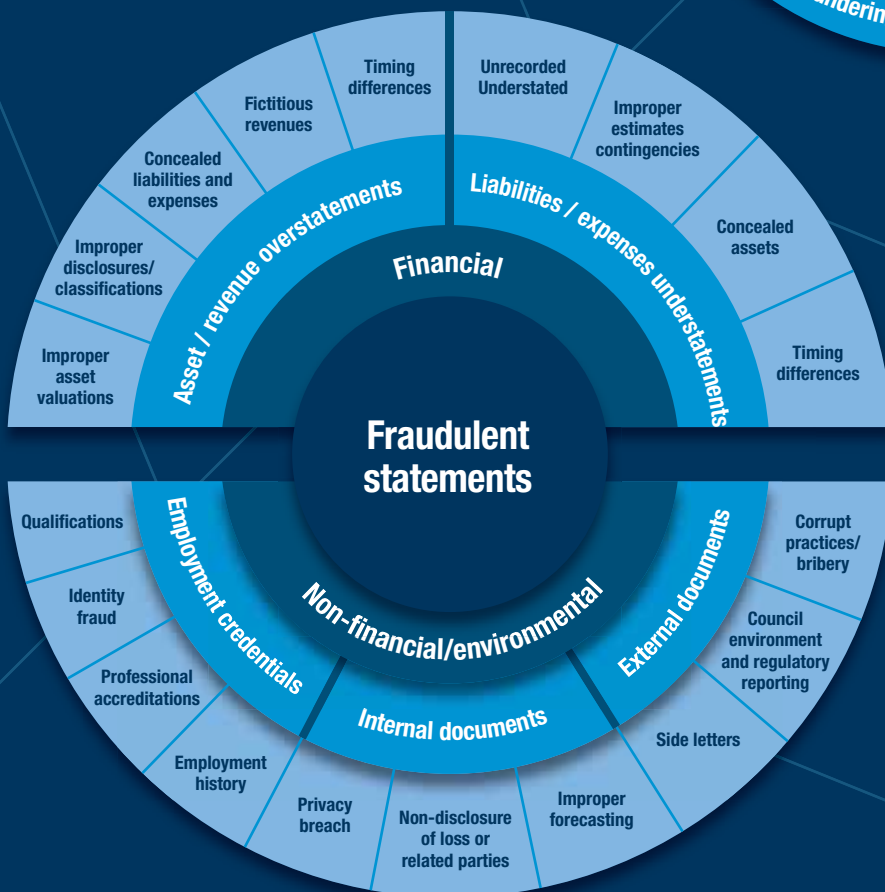 Timing
differences
Unrecorded
Understated
Fictitious
revenues
Improper
estimates
contingencies
Concealed
liabilities and
expenses
Concealed
assets
Improper
disclosures/
classifications
Timing
differences
Improper
asset
valuations
Asset / revenue overstatements
Liabilities / expenses understatements
Financial
Fraudulent
statements
Non-financial/environmental
Employment credentials
Internal documents
External documents
Qualifications
Identity
fraud
Professional
accreditations
Employment
history
Privacy
breach
Non-disclosure
of loss or
related parties
Improper
forecasting
Side letters
Council
environment
and regulatory
reporting
Corrupt
practices/
bribery